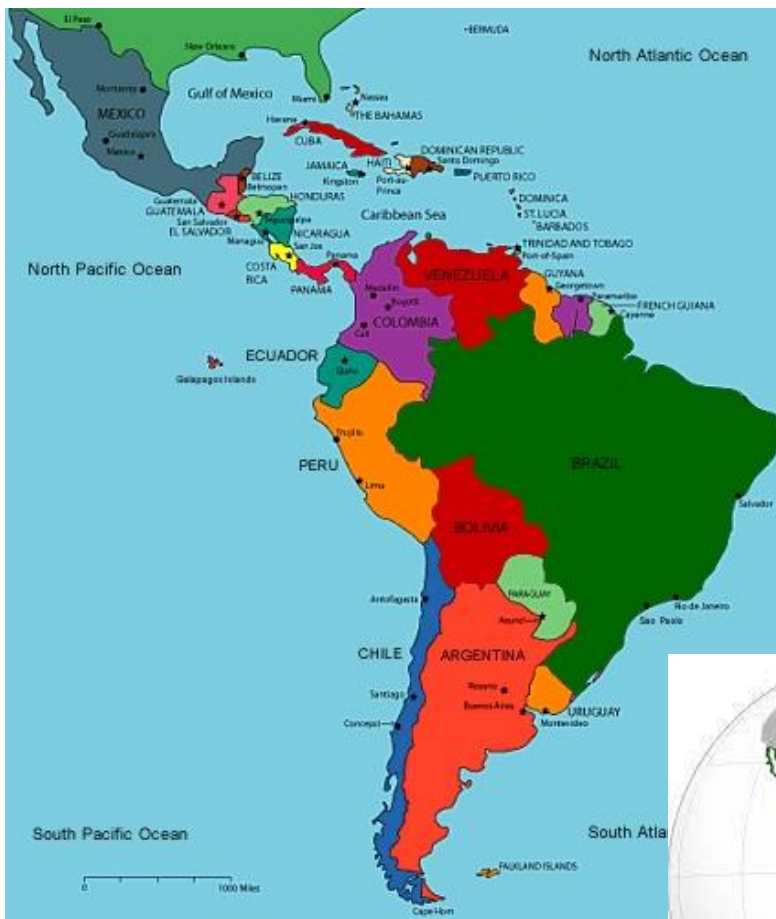 El Paso
BERMUDA
New Orleans
North Atlantic Ocean
Monterrey
Gulf of Mexico
Miami
Nassau
MEXICO
THE BAHAMAS
Havana
Guadalajara
CUBA
DOMINICAN REPUBLIC
Mexico
HAITI
Santo Domingo
JAMAICA
Kingston
Port-au-
Prince
PUERTO RICO
BELIZE
Belmopan
HONDURAS
DOMINICA
Guatemala
GUATEMALA
Tegucigalpa
ST. LUCIA
San Salvador
Caribbean Sea
BARBADOS
EL SALVADOR
NICARAGUA
Managua
San Jos
TRINIDAD AND TOBAGO
Port-of-Spain
North Pacific Ocean
COSTA
RICA
Panama
PANAMA
VENEZUELA
GUYANA
Georgetown
Medellin
Paramaribo
Bogotá
FRENCH GUIANA
COLOMBIA
Cayenne
Cali
ECUADOR
Quito
Galapagos Islands
Trujillo
PERU
BRAZIL
Lima
Salvador
BOLIVIA
PARAGUAY
Antofagasta
Rio de Janeiro
Asunci
Sao Paolo
CHILE
ARGENTINA
Santiago
Rosario
Buenos Aires
URUGUAY
Concepci
Montevideo
South Pacific Ocean
South Atla
FALKLAND ISLANDS
0
1000 Miles
Cape Horn